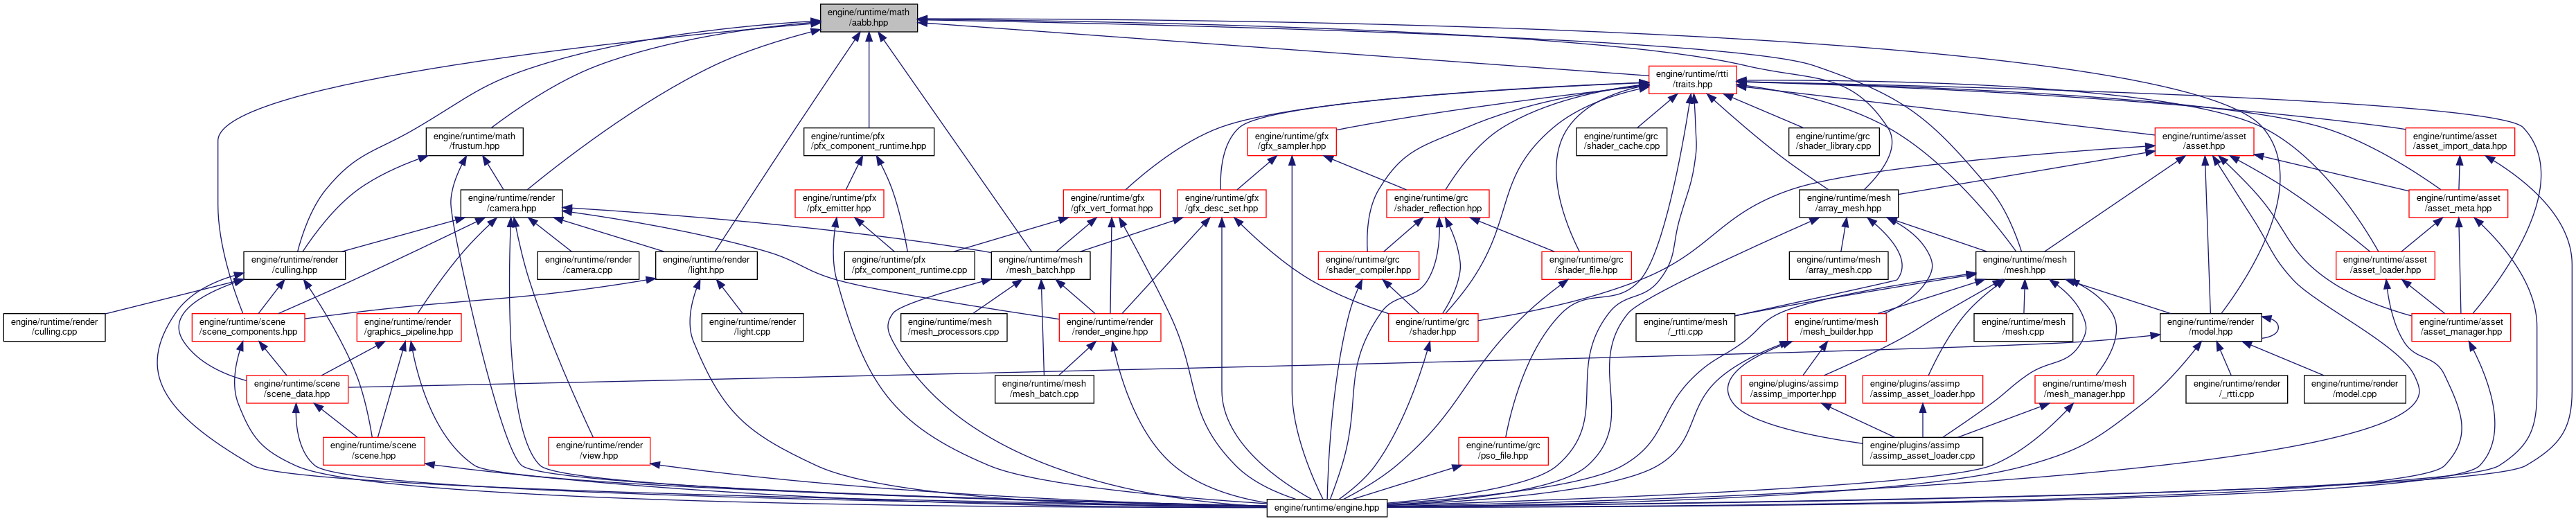 engine/runtime/math
/aabb.hpp
engine/runtime/rtti
/traits.hpp
engine/runtime/math
/frustum.hpp
engine/runtime/pfx
/pfx_component_runtime.hpp
engine/runtime/gfx
/gfx_sampler.hpp
engine/runtime/grc
/shader_cache.cpp
engine/runtime/grc
/shader_library.cpp
engine/runtime/asset
/asset.hpp
engine/runtime/asset
/asset_import_data.hpp
engine/runtime/render
/camera.hpp
engine/runtime/pfx
/pfx_emitter.hpp
engine/runtime/gfx
/gfx_vert_format.hpp
engine/runtime/gfx
/gfx_desc_set.hpp
engine/runtime/grc
/shader_reflection.hpp
engine/runtime/mesh
/array_mesh.hpp
engine/runtime/asset
/asset_meta.hpp
engine/runtime/render
/culling.hpp
engine/runtime/render
/camera.cpp
engine/runtime/render
/light.hpp
engine/runtime/pfx
/pfx_component_runtime.cpp
engine/runtime/mesh
/mesh_batch.hpp
engine/runtime/grc
/shader_compiler.hpp
engine/runtime/grc
/shader_file.hpp
engine/runtime/mesh
/array_mesh.cpp
engine/runtime/mesh
/mesh.hpp
engine/runtime/asset
/asset_loader.hpp
engine/runtime/render
/culling.cpp
engine/runtime/scene
/scene_components.hpp
engine/runtime/render
/graphics_pipeline.hpp
engine/runtime/render
/light.cpp
engine/runtime/mesh
/mesh_processors.cpp
engine/runtime/render
/render_engine.hpp
engine/runtime/grc
/shader.hpp
engine/runtime/mesh
/_rtti.cpp
engine/runtime/mesh
/mesh_builder.hpp
engine/runtime/mesh
/mesh.cpp
engine/runtime/render
/model.hpp
engine/runtime/asset
/asset_manager.hpp
engine/runtime/scene
/scene_data.hpp
engine/runtime/mesh
/mesh_batch.cpp
engine/plugins/assimp
/assimp_importer.hpp
engine/plugins/assimp
/assimp_asset_loader.hpp
engine/runtime/mesh
/mesh_manager.hpp
engine/runtime/render
/_rtti.cpp
engine/runtime/render
/model.cpp
engine/runtime/scene
/scene.hpp
engine/runtime/render
/view.hpp
engine/runtime/grc
/pso_file.hpp
engine/plugins/assimp
/assimp_asset_loader.cpp
engine/runtime/engine.hpp